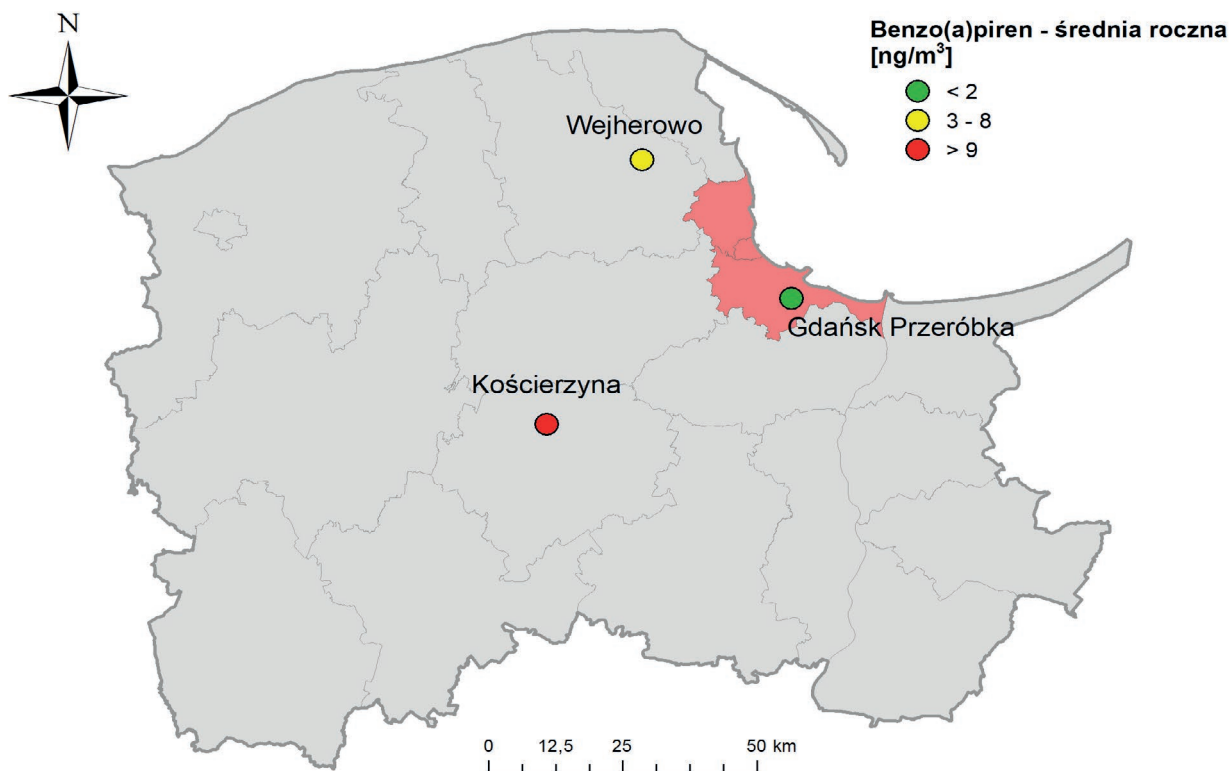 N
Benzo(a)piren - średnia roczna
[ng/m³]
< 2
3 - 8
> 9
Wejherowo
Gdańsk Przeróbka
Kościerzyna
0 12,5 25 50 km